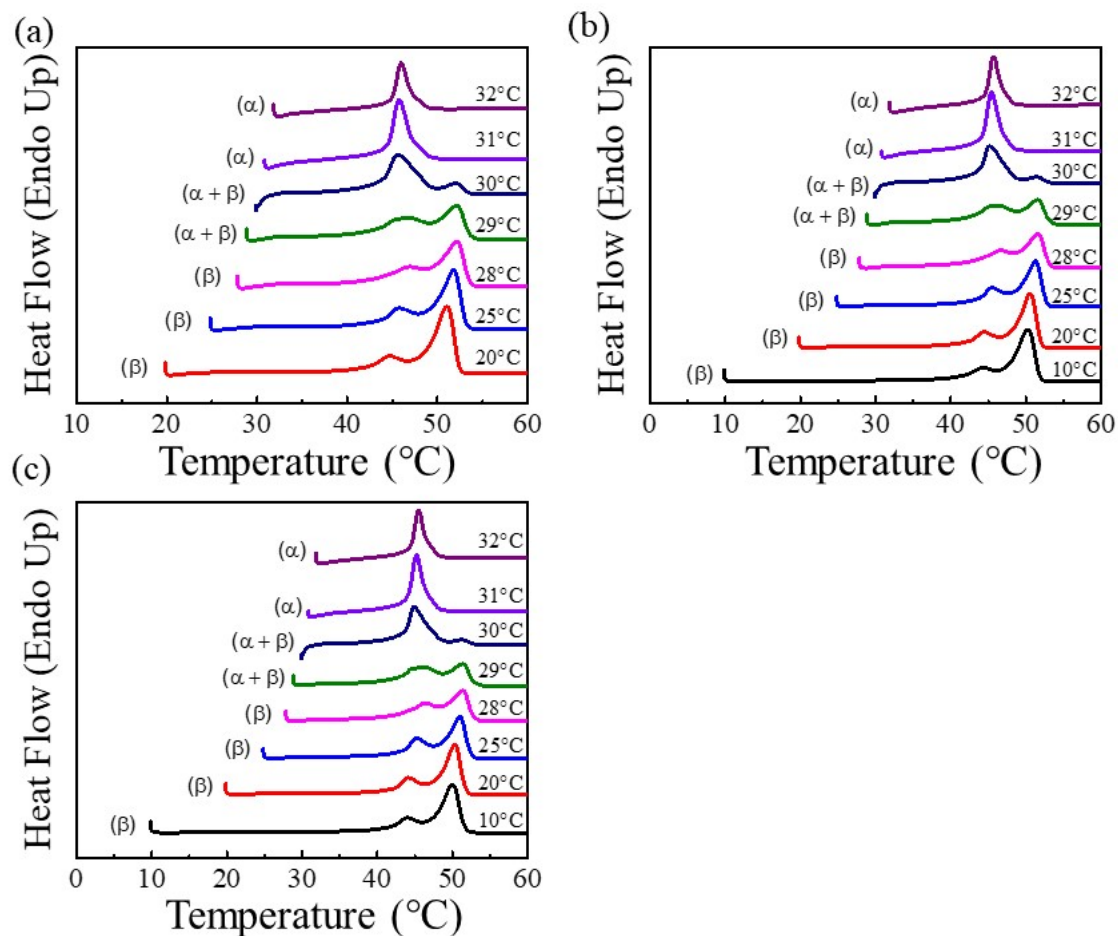 (a)
Heat Flow (Endo Up)
(α)
32°C
(α)
31°C
(α + β)
30°C
(α + β)
29°C
(β)
28°C
(β)
25°C
(β)
20°C
10 20 30 40 50 60
Temperature (°C)
(b)
Heat Flow (Endo Up)
(α)
32°C
(α)
31°C
(α + β)
30°C
(α + β)
29°C
(β)
28°C
(β)
25°C
(β)
20°C
(β)
10°C
0 10 20 30 40 50 60
Temperature (°C)
(c)
Heat Flow (Endo Up)
(α)
32°C
(α)
31°C
(α + β)
30°C
(α + β)
29°C
(β)
28°C
(β)
25°C
(β)
20°C
(β)
10°C
0 10 20 30 40 50 60
Temperature (°C)